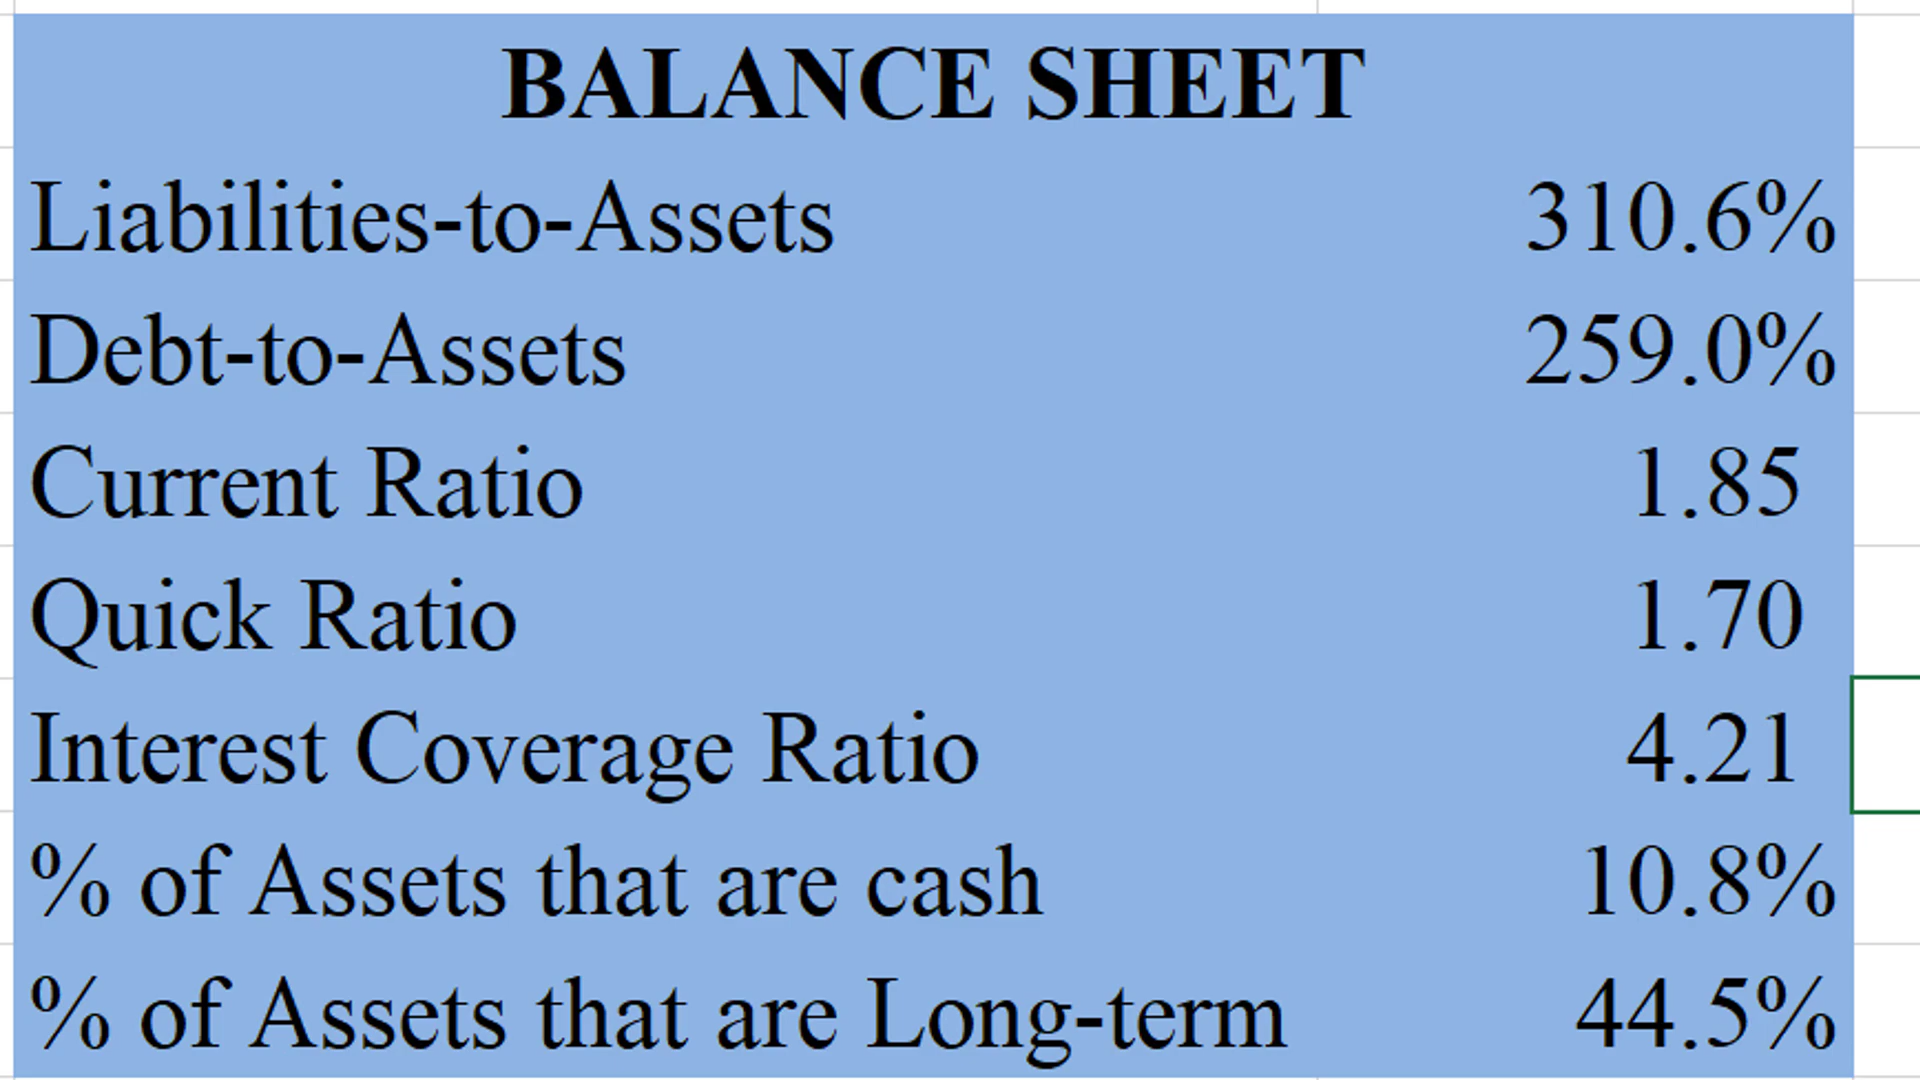 BALANCE SHEET
Liabilities-to-Assets 310.6%
Debt-to-Assets 259.0%
Current Ratio 1.85
Quick Ratio 1.70
Interest Coverage Ratio 4.21
% of Assets that are cash 10.8%
% of Assets that are Long-term 44.5%